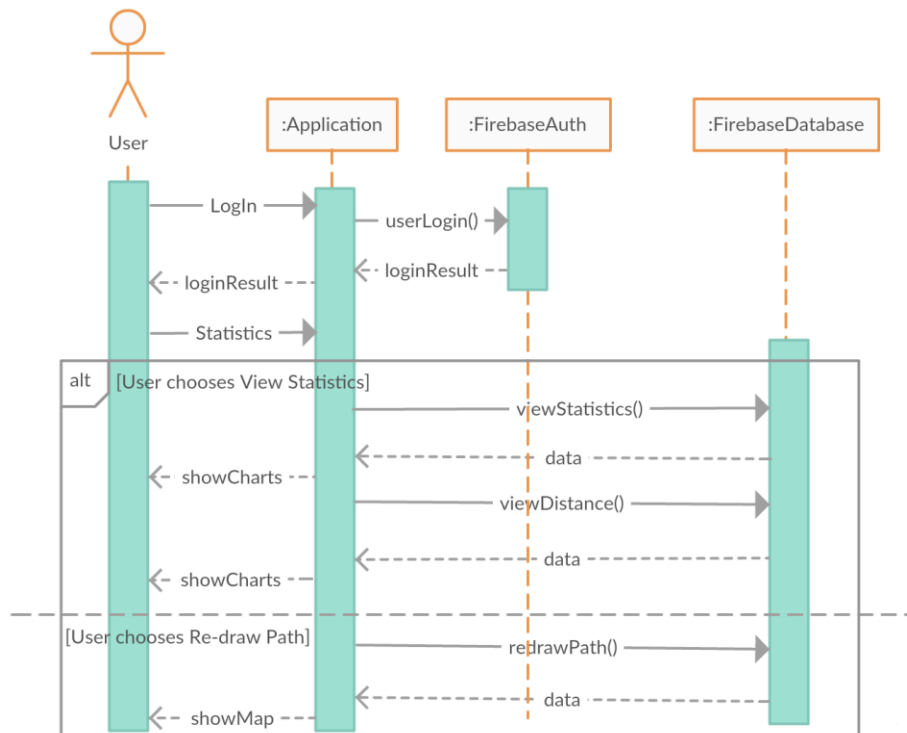 User
:Application
:FirebaseAuth
:FirebaseDatabase
LogIn
userLogin()
loginResult
loginResult
Statistics
alt
[User chooses View Statistics]
viewStatistics()
data
showCharts
viewDistance()
data
showCharts
[User chooses Re-draw Path]
redrawPath()
data
showMap